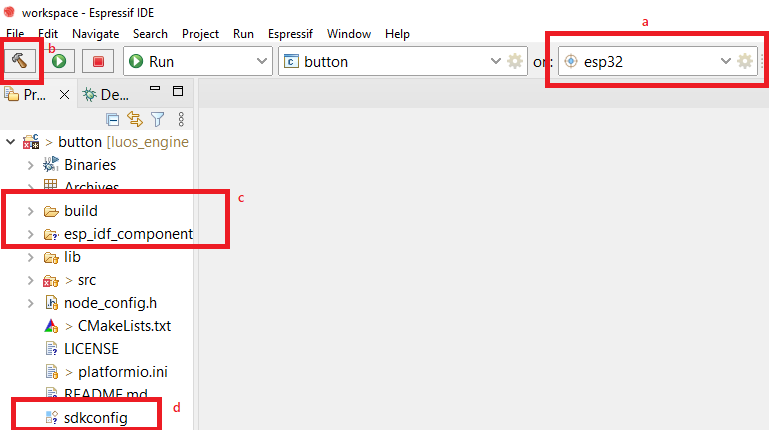 workspace - Espressif IDE
File Edit Navigate Search Project Run Espressif Window Help
a
b
Run
button
on:
esp32
Pr...
De...
> button [luos_engine
Binaries
Archives
build
c
esp_idf_component
lib
> src
node_config.h
> CMakeLists.txt
LICENSE
> platformio.ini
README.md
sdkconfig
d